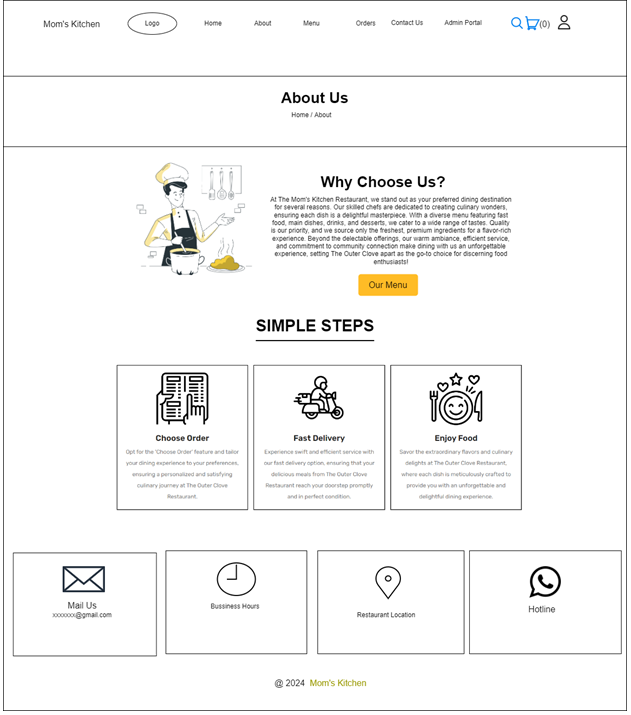 Mom's Kitchen
Logo
Home
About
Menu
Orders
Contact Us
Admin Portal
(0)
About Us
Home / About
Why Choose Us?
At The Mom's Kitchen Restaurant, we stand out as your preferred dining destination
for several reasons. Our skilled chefs are dedicated to creating culinary wonders,
ensuring each dish is a delightful masterpiece. With a diverse menu featuring fast
food, main dishes, drinks, and desserts, we cater to a wide range of tastes. Quality
is our priority, and we source only the freshest, premium ingredients for a flavor-rich
experience. Beyond the delectable offerings, our warm ambiance, efficient service,
and commitment to community connection make dining with us an unforgettable
experience, setting The Outer Clove apart as the go-to choice for discerning food
enthusiasts!
Our Menu
SIMPLE STEPS
Choose Order
Opt for the 'Choose Order' feature and tailor
your dining experience to your preferences,
ensuring a personalized and satisfying
culinary journey at The Outer Clove
Restaurant.
Fast Delivery
Experience swift and efficient service with
our fast delivery option, ensuring that your
delicious meals from The Outer Clove
Restaurant reach your doorstep promptly
and in perfect condition.
Enjoy Food
Savor the extraordinary flavors and culinary
delights at The Outer Clove Restaurant,
where each dish is meticulously crafted to
provide you with an unforgettable and
delightful dining experience.
Mail Us
xxxxxxx@gmail.com
Bussiness Hours
Restaurant Location
Hotline
@ 2024 Mom's Kitchen